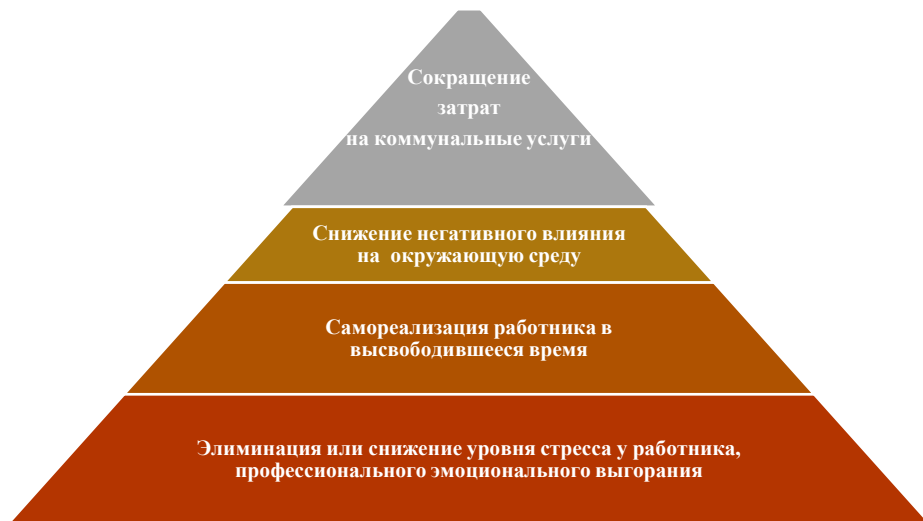 Сокращение
затрат
на коммунальные услуги
Снижение негативного влияния
на окружающую среду
Самореализация работника в
высвободившееся время
Элиминация или снижение уровня стресса у работника,
профессионального эмоционального выгорания